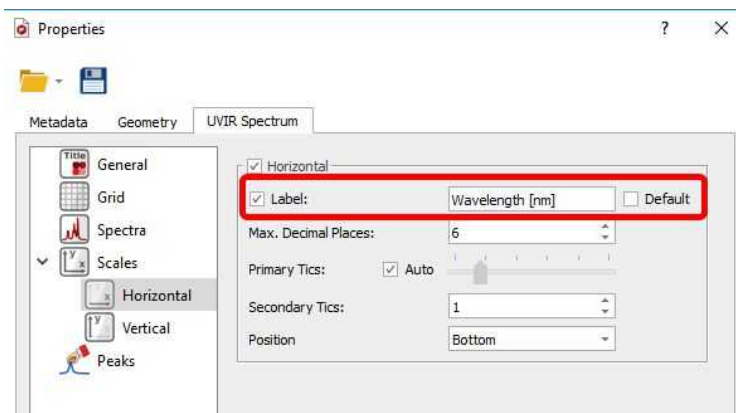 Properties
?
Metadata Geometry UVIR Spectrum
Title
General
Grid
Spectra
Scales
Horizontal
Vertical
Peaks
Horizontal
Label: Wavelength [nm] Default
Max. Decimal Places: 6
Primary Tics: Auto
Secondary Tics: 1
Position Bottom